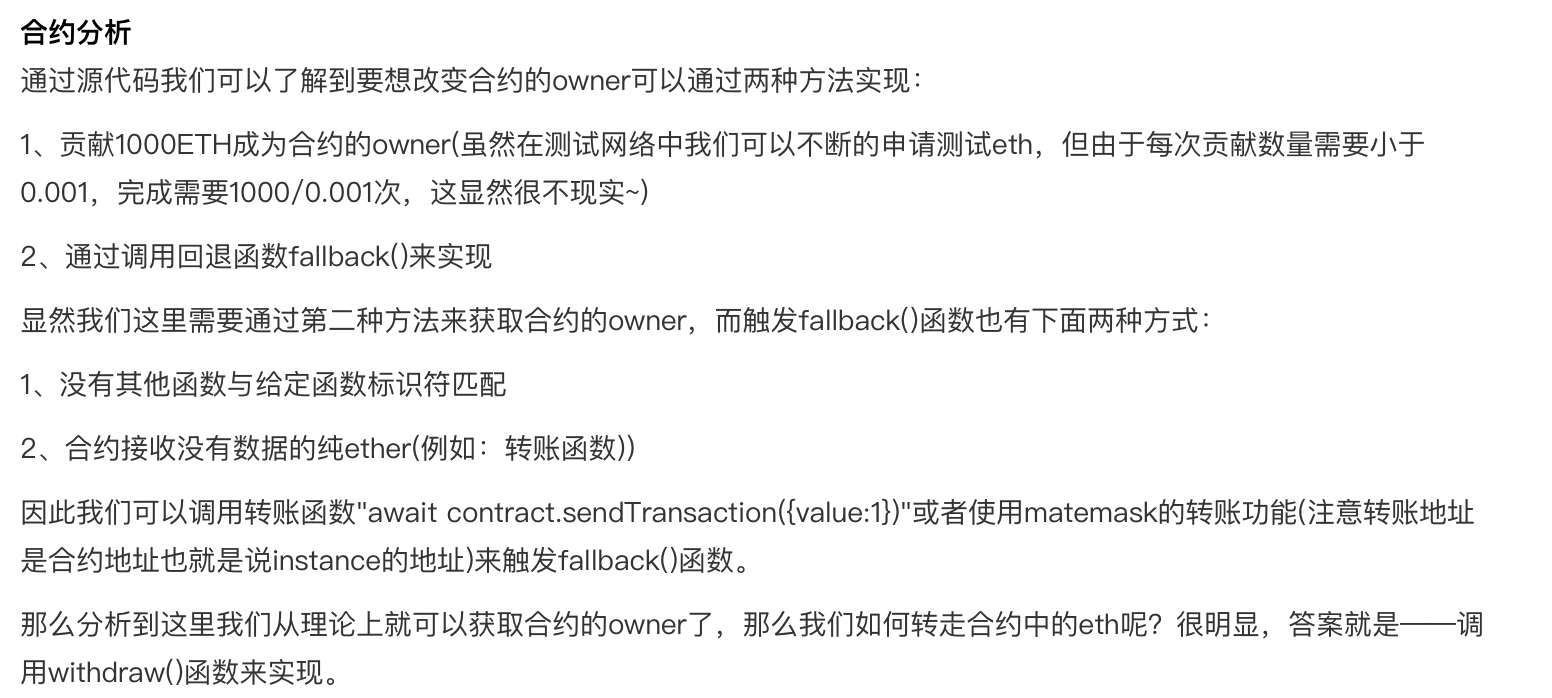 合约分析
通过源代码我们可以了解到要想改变合约的owner可以通过两种方法实现：
1、贡献1000ETH成为合约的owner(虽然在测试网络中我们可以不断的申请测试eth，但由于每次贡献数量需要小于
0.001，完成需要1000/0.001次，这显然很不现实~)
2、通过调用回退函数fallback()来实现
显然我们这里需要通过第二种方法来获取合约的owner，而触发fallback()函数也有下面两种方式：
1、没有其他函数与给定函数标识符匹配
2、合约接收没有数据的纯ether(例如：转账函数))
因此我们可以调用转账函数"await contract.sendTransaction({value:1})"或者使用matemask的转账功能(注意转账地址
是合约地址也就是说instance的地址)来触发fallback()函数。
那么分析到这里我们从理论上就可以获取合约的owner了，那么我们如何转走合约中的eth呢？很明显，答案就是——调
用withdraw()函数来实现。